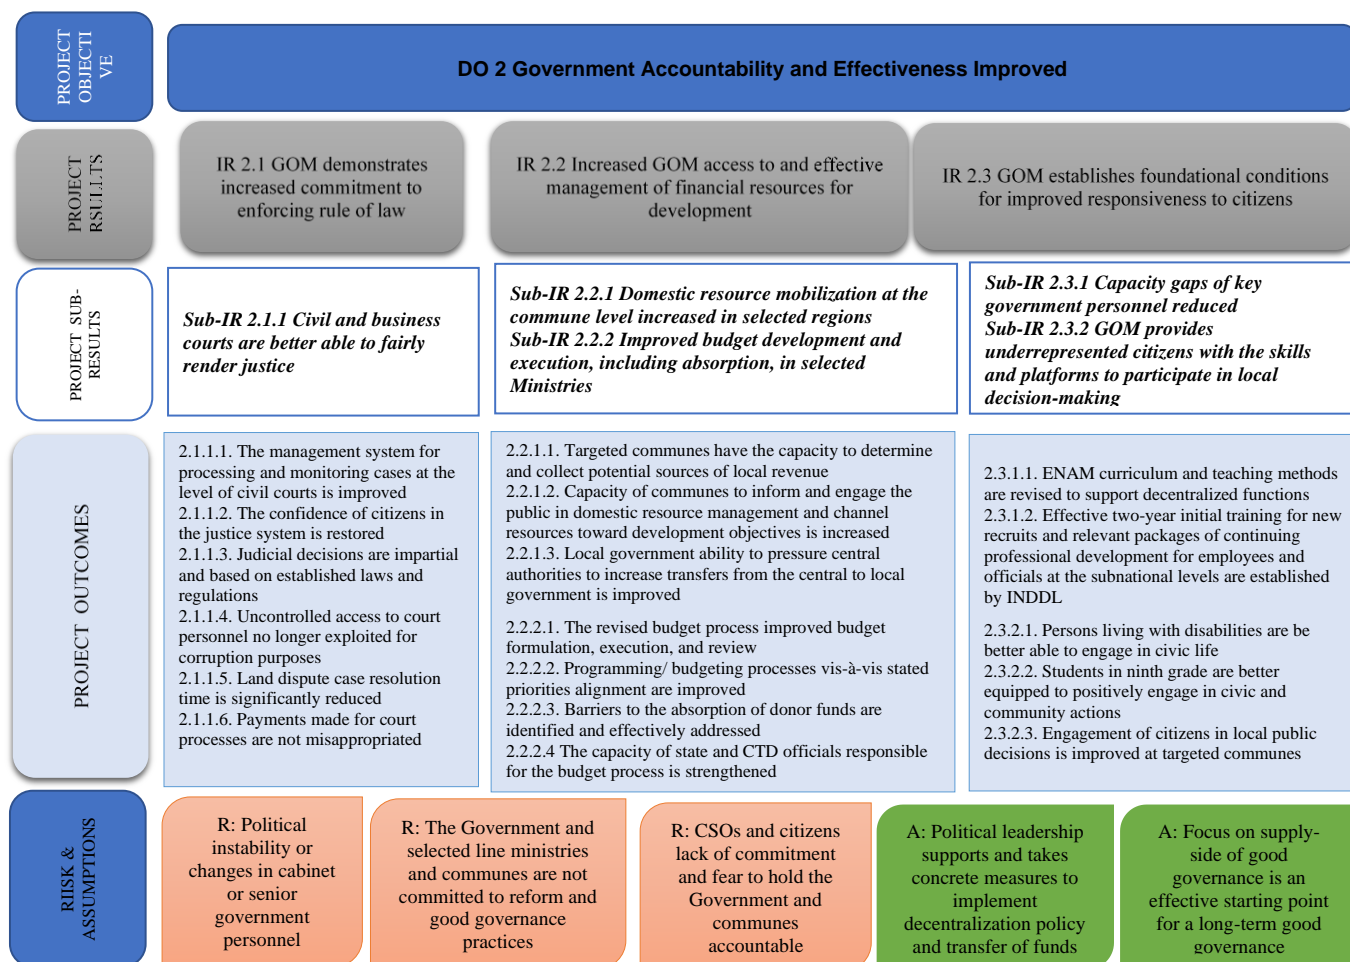 PROJECT
OBJECTI
VE
DO 2 Government Accountability and Effectiveness Improved
PROJECT
RSULLTS
IR 2.1 GOM demonstrates
increased commitment to
enforcing rule of law
IR 2.2 Increased GOM access to and effective
management of financial resources for
development
IR 2.3 GOM establishes foundational conditions
for improved responsiveness to citizens
PROJECT SUB-
RESULTS
Sub-IR 2.1.1 Civil and business
courts are better able to fairly
render justice
Sub-IR 2.2.1 Domestic resource mobilization at the
commune level increased in selected regions
Sub-IR 2.2.2 Improved budget development and
execution, including absorption, in selected
Ministries
Sub-IR 2.3.1 Capacity gaps of key
government personnel reduced
Sub-IR 2.3.2 GOM provides
underrepresented citizens with the skills
and platforms to participate in local
decision-making
PROJECT OUTCOMES
2.1.1.1. The management system for
processing and monitoring cases at the
level of civil courts is improved
2.1.1.2. The confidence of citizens in
the justice system is restored
2.1.1.3. Judicial decisions are impartial
and based on established laws and
regulations
2.1.1.4. Uncontrolled access to court
personnel no longer exploited for
corruption purposes
2.1.1.5. Land dispute case resolution
time is significantly reduced
2.1.1.6. Payments made for court
processes are not misappropriated
2.2.1.1. Targeted communes have the capacity to determine
and collect potential sources of local revenue
2.2.1.2. Capacity of communes to inform and engage the
public in domestic resource management and channel
resources toward development objectives is increased
2.2.1.3. Local government ability to pressure central
authorities to increase transfers from the central to local
government is improved
2.2.2.1. The revised budget process improved budget
formulation, execution, and review
2.2.2.2. Programming/ budgeting processes vis-à-vis stated
priorities alignment are improved
2.2.2.3. Barriers to the absorption of donor funds are
identified and effectively addressed
2.2.2.4 The capacity of state and CTD officials responsible
for the budget process is strengthened
2.3.1.1. ENAM curriculum and teaching methods
are revised to support decentralized functions
2.3.1.2. Effective two-year initial training for new
recruits and relevant packages of continuing
professional development for employees and
officials at the subnational levels are established
by INDDL
2.3.2.1. Persons living with disabilities are be
better able to engage in civic life
2.3.2.2. Students in ninth grade are better
equipped to positively engage in civic and
community actions
2.3.2.3. Engagement of citizens in local public
decisions is improved at targeted communes
RIISK &
ASSUMPTIONS
R: Political
instability or
changes in cabinet
or senior
government
personnel
R: The Government and
selected line ministries
and communes are not
committed to reform and
good governance
practices
R: CSOs and citizens
lack of commitment
and fear to hold the
Government and
communes
accountable
A: Political leadership
supports and takes
concrete measures to
implement
decentralization policy
and transfer of funds
A: Focus on supply-
side of good
governance is an
effective starting point
for a long-term good
governance